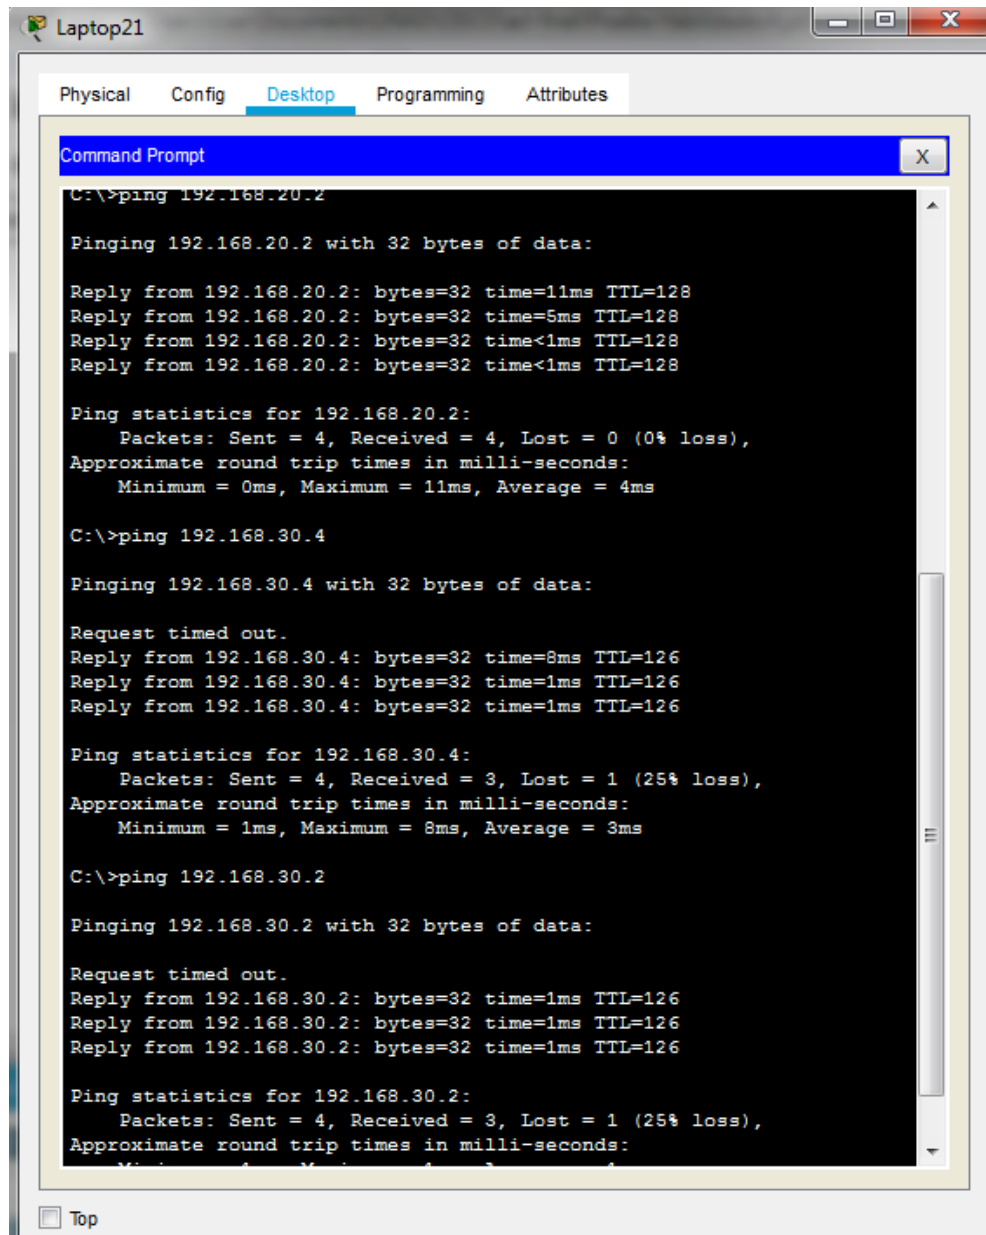 Laptop21
X
Physical Config Desktop Programming Attributes
Command Prompt
X
C:\>ping 192.168.20.2
Pinging 192.168.20.2 with 32 bytes of data:
Reply from 192.168.20.2: bytes=32 time=11ms TTL=128
Reply from 192.168.20.2: bytes=32 time=5ms TTL=128
Reply from 192.168.20.2: bytes=32 time<1ms TTL=128
Reply from 192.168.20.2: bytes=32 time<1ms TTL=128
Ping statistics for 192.168.20.2:
Packets: Sent = 4, Received = 4, Lost = 0 (0% loss),
Approximate round trip times in milli-seconds:
Minimum = 0ms, Maximum = 11ms, Average = 4ms
C:\>ping 192.168.30.4
Pinging 192.168.30.4 with 32 bytes of data:
Request timed out.
Reply from 192.168.30.4: bytes=32 time=8ms TTL=126
Reply from 192.168.30.4: bytes=32 time=1ms TTL=126
Reply from 192.168.30.4: bytes=32 time=1ms TTL=126
Ping statistics for 192.168.30.4:
Packets: Sent = 4, Received = 3, Lost = 1 (25% loss),
Approximate round trip times in milli-seconds:
Minimum = 1ms, Maximum = 8ms, Average = 3ms
C:\>ping 192.168.30.2
Pinging 192.168.30.2 with 32 bytes of data:
Request timed out.
Reply from 192.168.30.2: bytes=32 time=1ms TTL=126
Reply from 192.168.30.2: bytes=32 time=1ms TTL=126
Reply from 192.168.30.2: bytes=32 time=1ms TTL=126
Ping statistics for 192.168.30.2:
Packets: Sent = 4, Received = 3, Lost = 1 (25% loss),
Approximate round trip times in milli-seconds:
Top